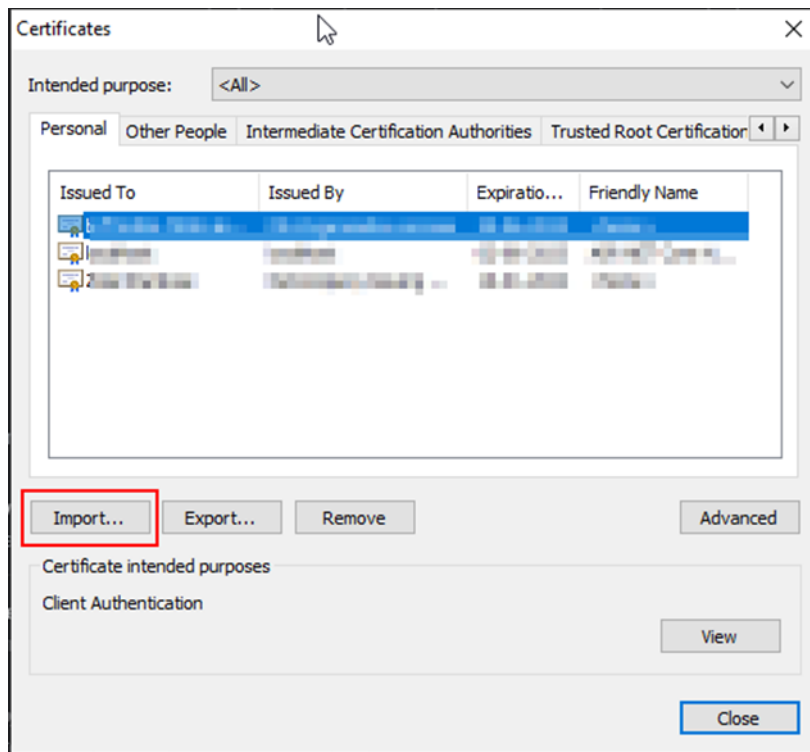 Certificates
Intended purpose: <All>
Personal Other People Intermediate Certification Authorities Trusted Root Certification
Issued To Issued By Expiratio... Friendly Name
Import... Export... Remove Advanced
Certificate intended purposes
Client Authentication
View
Close